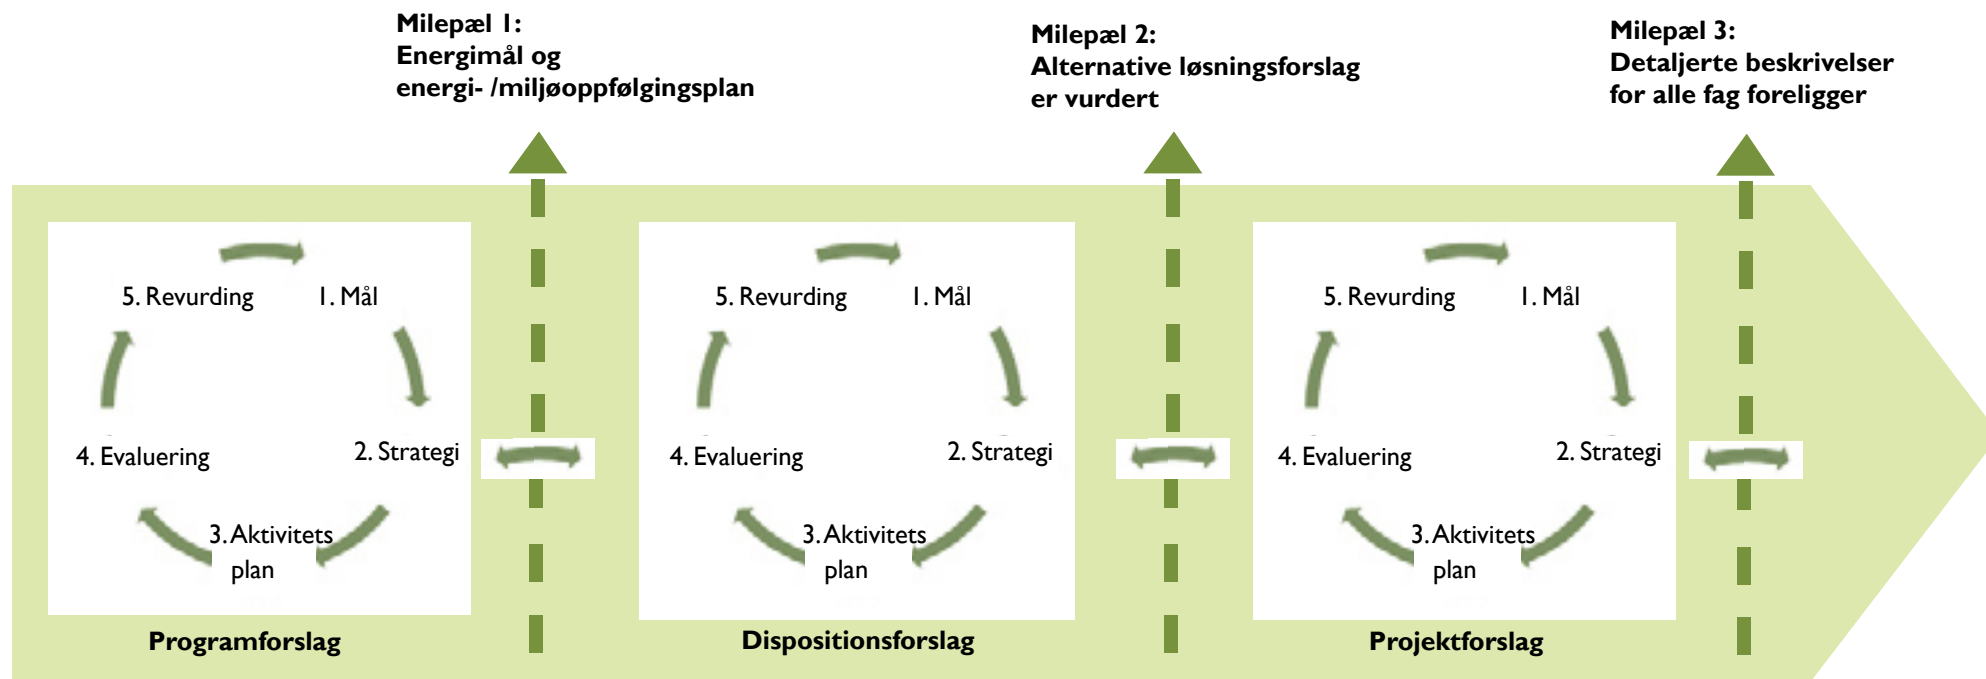 Milepæl 1:
Energimål og
energi- /miljøoppfølgingsplan
Milepæl 2:
Alternative løsningsforslag
er vurdert
Milepæl 3:
Detaljerte beskrivelser
for alle fag foreligger
5. Revurding
1. Mål
4. Evaluering
2. Strategi
3. Aktivitets
plan
Programforslag
5. Revurding
1. Mål
4. Evaluering
2. Strategi
3. Aktivitets
plan
Dispositionsforslag
5. Revurding
1. Mål
4. Evaluering
2. Strategi
3. Aktivitets
plan
Projektforslag